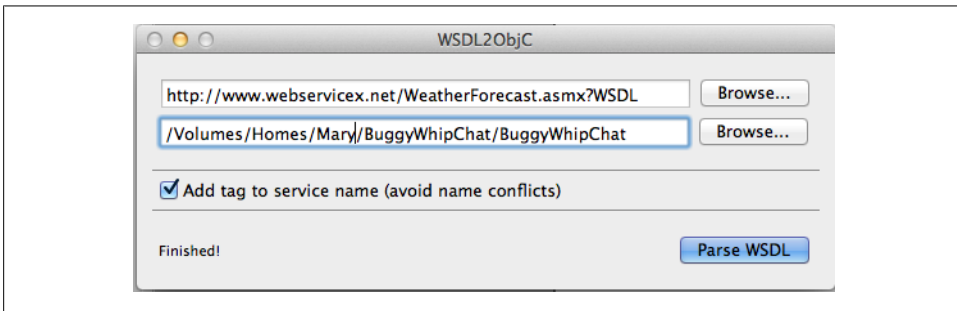 WSDL2ObjC
http://www.webservicex.net/WeatherForecast.asmx?WSDL Browse...
/Volumes/Homes/Mary/BuggyWhipChat/BuggyWhipChat Browse...
Add tag to service name (avoid name conflicts)
Finished! Parse WSDL